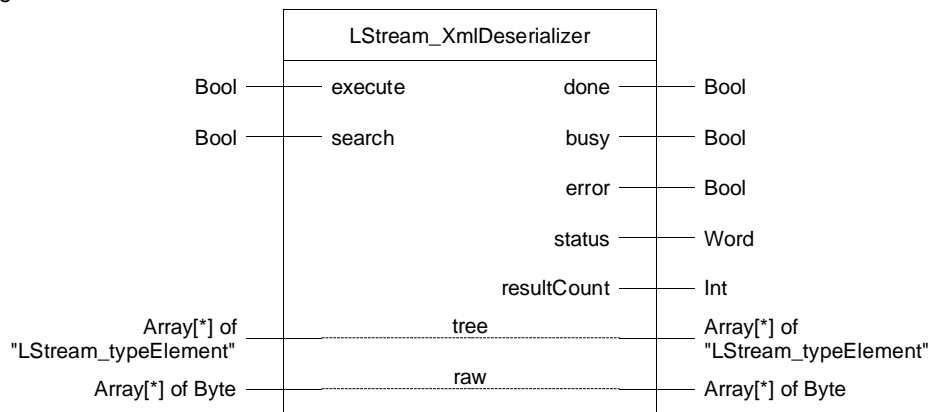 LStream_XmlDeserializer
Bool execute done Bool
Bool search busy Bool
error Bool
status Word
resultCount Int
Array[*] of tree Array[*] of
"LStream_typeElement" "LStream_typeElement"
Array[*] of Byte raw Array[*] of Byte